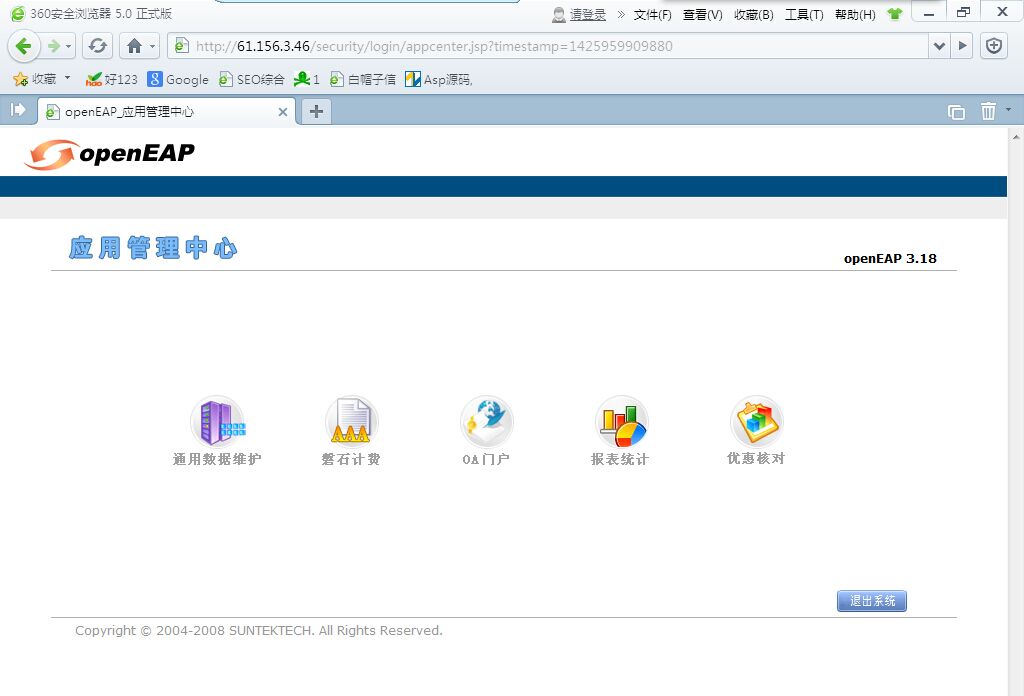 360安全浏览器 5.0 正式版
请登录 » 文件(F) 查看(V) 收藏(B) 工具(T) 帮助(H)
http://61.156.3.46/security/login/appcenter.jsp?timestamp=1425959909880
收藏 好123 Google SEO综合 1 白帽子信 Asp源码,
openEAP_应用管理中心
openEAP
应用管理中心
openEAP 3.18
通用数据维护 磐石计费 OA门户 报表统计 优惠核对
退出系统
Copyright © 2004-2008 SUNTEKTECH. All Rights Reserved.